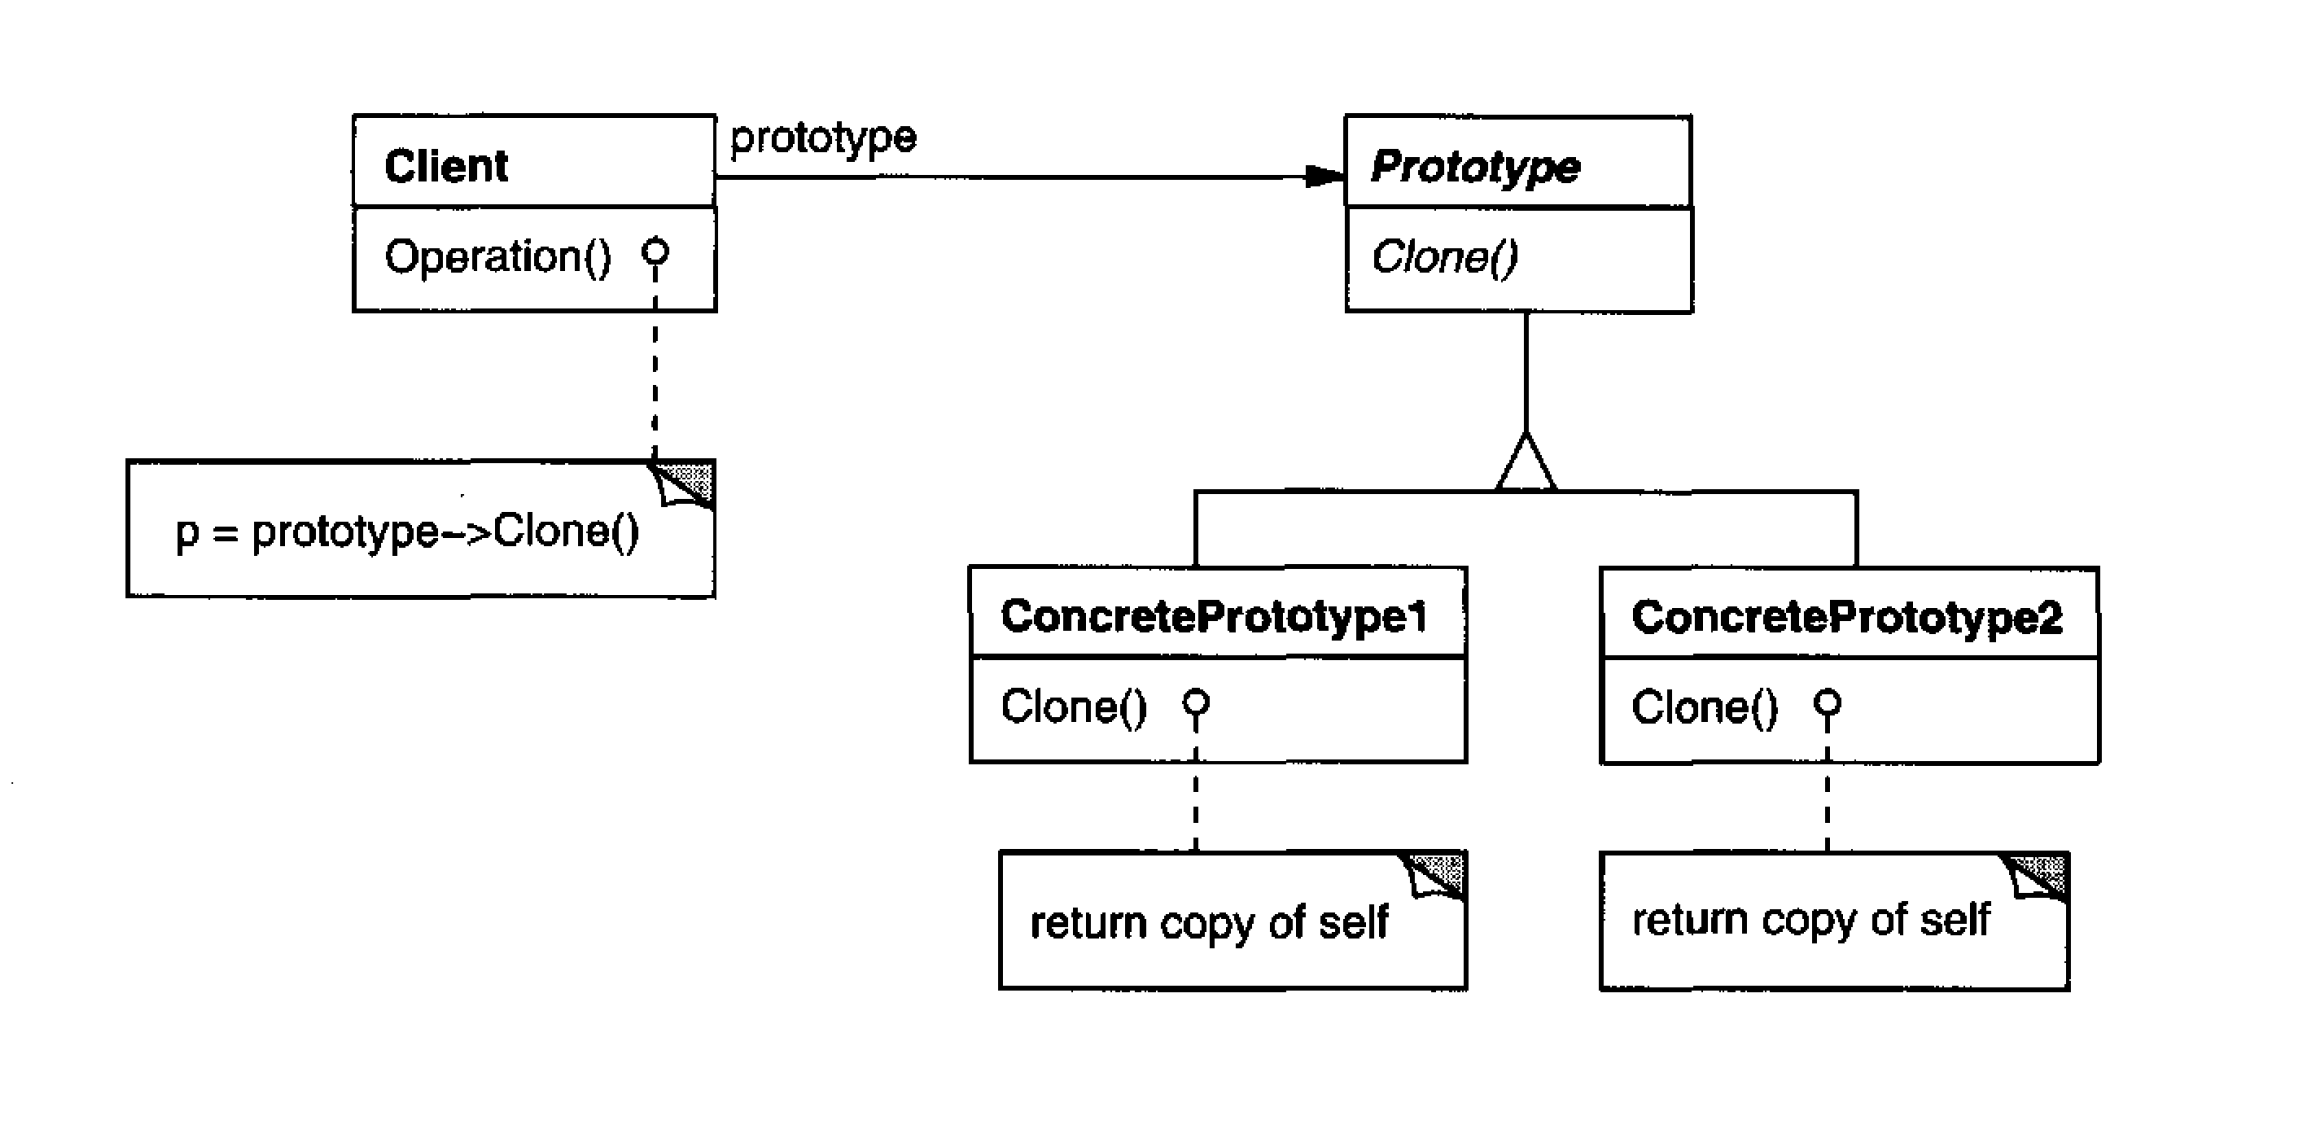 Client
prototype
Prototype
Operation()
Clone()
p = prototype->Clone()
ConcretePrototype1
ConcretePrototype2
Clone()
Clone()
return copy of self
return copy of self